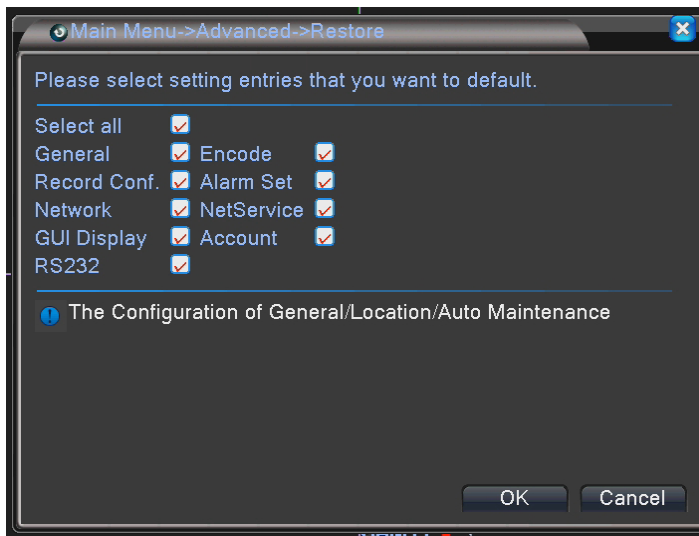 Main Menu->Advanced->Restore
Please select setting entries that you want to default.
Select all
General Encode
Record Conf. Alarm Set
Network NetService
GUI Display Account
RS232
The Configuration of General/Location/Auto Maintenance
OK Cancel